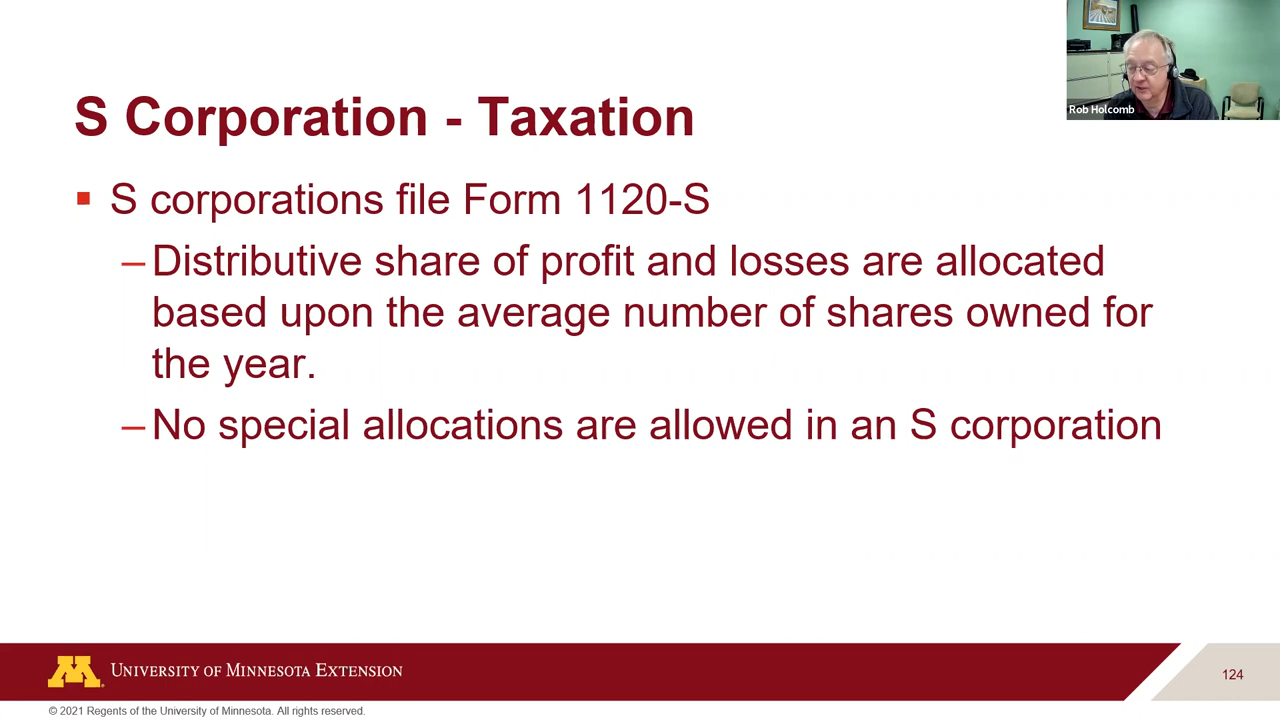 Rob Holcomb
S Corporation - Taxation
▪ S corporations file Form 1120-S
– Distributive share of profit and losses are allocated
based upon the average number of shares owned for
the year.
– No special allocations are allowed in an S corporation
UNIVERSITY OF MINNESOTA EXTENSION
124
© 2021 Regents of the University of Minnesota. All rights reserved.